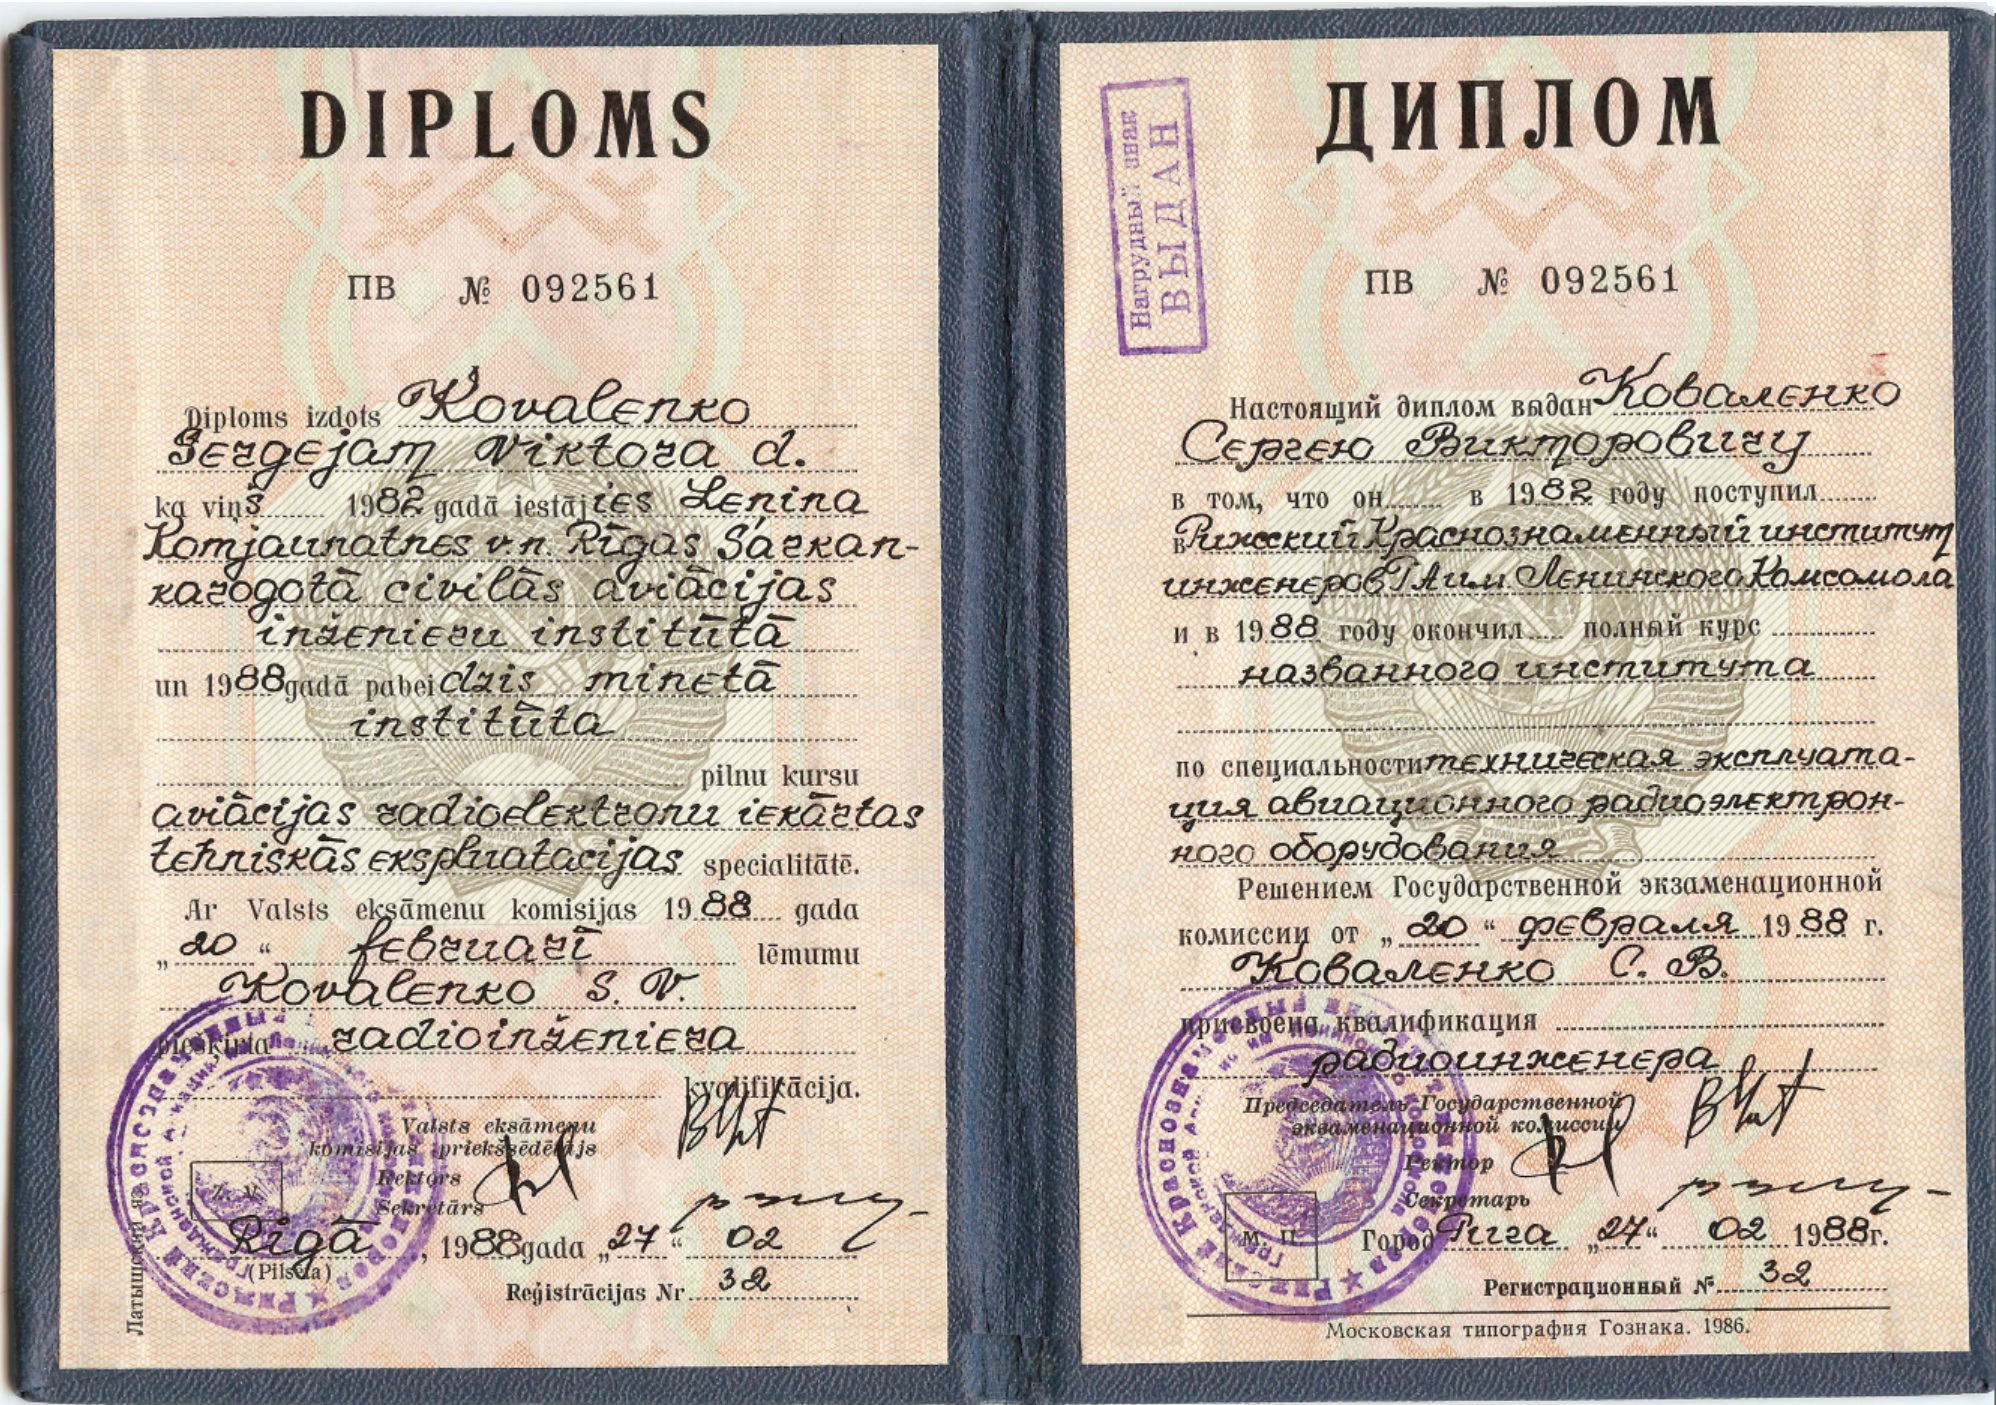 DIPLOMS
ПВ № 092561
Diploms izdots Kovalenko
Sergejam Viktora d.
ka viņš 1982 gadā iestājies Ļeņina
Komjaunatnes v.n. Rīgas Sarkan-
karogotā civilās aviācijas
inženieru institūtā
un 1988 gadā pabeidzis minētā
institūta
pilnu kursu
aviācijas radioelektronu iekārtas
tehniskās ekspluatacijas specialitātē.
Ar Valsts eksāmenu komisijas 1988 gada
„20“ februārī lēmumu
Kovalenko S. V.
piešķirta radioinženiera
kvalifikācija.
Valsts eksāmenu
komisijas priekšsēdētājs
Rektors
Sekretārs
Z. V.
Rīgā, 1988 gada „27“ 02
(Pilsēta)
Reģistrācijas Nr. 32
Латышский яз.
ДИПЛОМ
Нагрудный знак
ВЫДАН
ПВ № 092561
Настоящий диплом выдан Коваленко
Сергею Викторовичу
в том, что он в 1982 году поступил
в Рижский Краснознаменный институт
инженеров ГА им. Ленинского Комсомола
и в 1988 году окончил полный курс
названного института
по специальности техническая эксплуата-
ция авиационного радиоэлектрон-
ного оборудования
Решением Государственной экзаменационной
комиссии от „20“ февраля 1988 г.
Коваленко С. В.
присвоена квалификация
радиоинженера
Председатель Государственной
экзаменационной комиссии
Ректор
Секретарь
М. П.
Город Рига „27“ 02 1988г.
Регистрационный № 32
Московская типография Гознака. 1986.